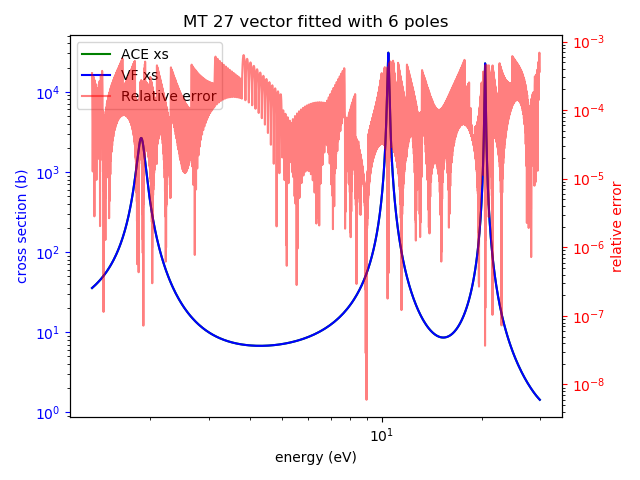 MT 27 vector fitted with 6 poles
ACE xs
VF xs
Relative error
cross section (b)
10⁴
10³
10²
10¹
10⁰
10⁻³
10⁻⁴
10⁻⁵
10⁻⁶
10⁻⁷
10⁻⁸
relative error
10¹
energy (eV)